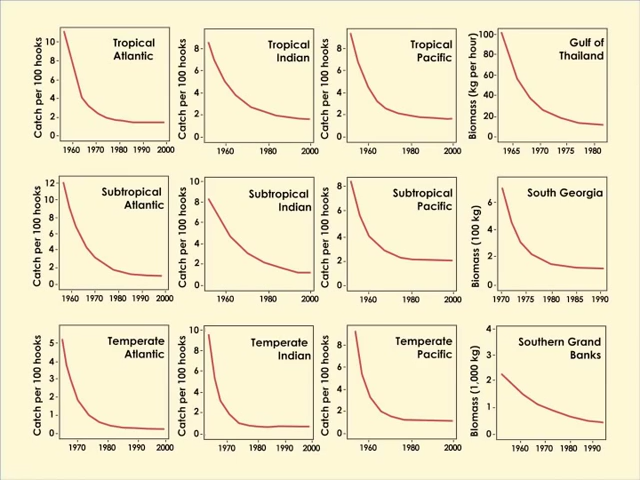 Catch per 100 hooks
10
8
6
4
2
0
Tropical
Atlantic
1960 1970 1980 1990 2000
Catch per 100 hooks
8
6
4
2
0
Tropical
Indian
1960 1980 2000
Catch per 100 hooks
8
6
4
2
0
Tropical
Pacific
1960 1980 2000
Biomass (kg per hour)
100
80
60
40
20
0
Gulf of
Thailand
1965 1970 1975 1980
Catch per 100 hooks
12
10
8
6
4
2
0
Subtropical
Atlantic
1960 1970 1980 1990 2000
Catch per 100 hooks
10
8
6
4
2
0
Subtropical
Indian
1960 1980 2000
Catch per 100 hooks
8
6
4
2
0
Subtropical
Pacific
1960 1980 2000
Biomass (100 kg)
6
4
2
0
South Georgia
1970 1975 1980 1985 1990
Catch per 100 hooks
5
4
3
2
1
0
Temperate
Atlantic
1970 1980 1990 2000
Catch per 100 hooks
10
8
6
4
2
0
Temperate
Indian
1970 1980 1990 2000
Catch per 100 hooks
8
6
4
2
0
Temperate
Pacific
1960 1980 2000
Biomass (1,000 kg)
4
3
2
1
0
Southern Grand
Banks
1960 1970 1980 1990